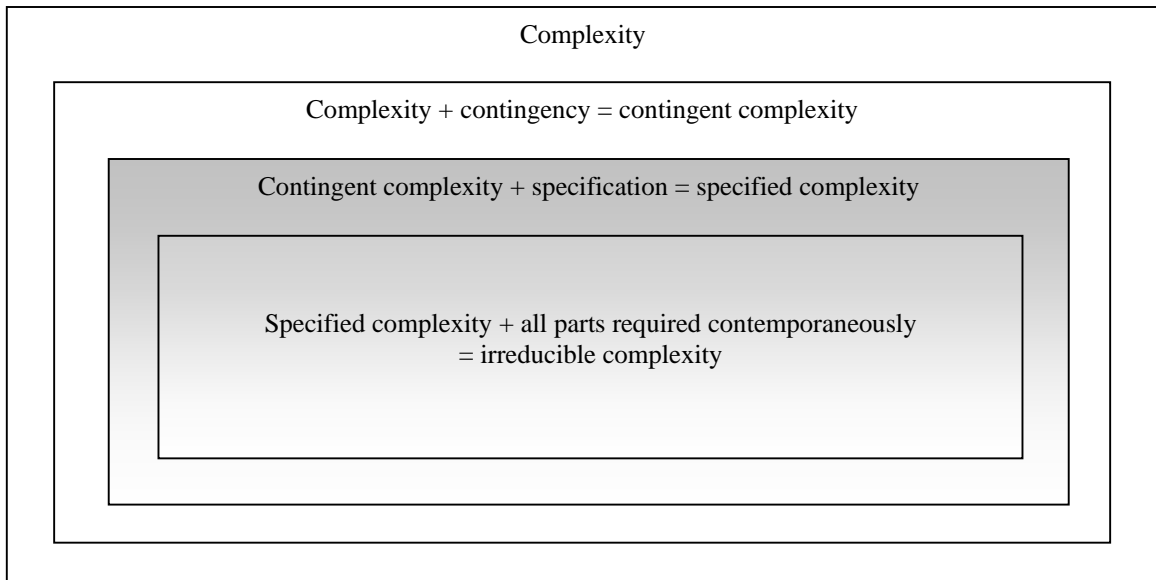 Complexity
Complexity + contingency = contingent complexity
Contingent complexity + specification = specified complexity
Specified complexity + all parts required contemporaneously
= irreducible complexity